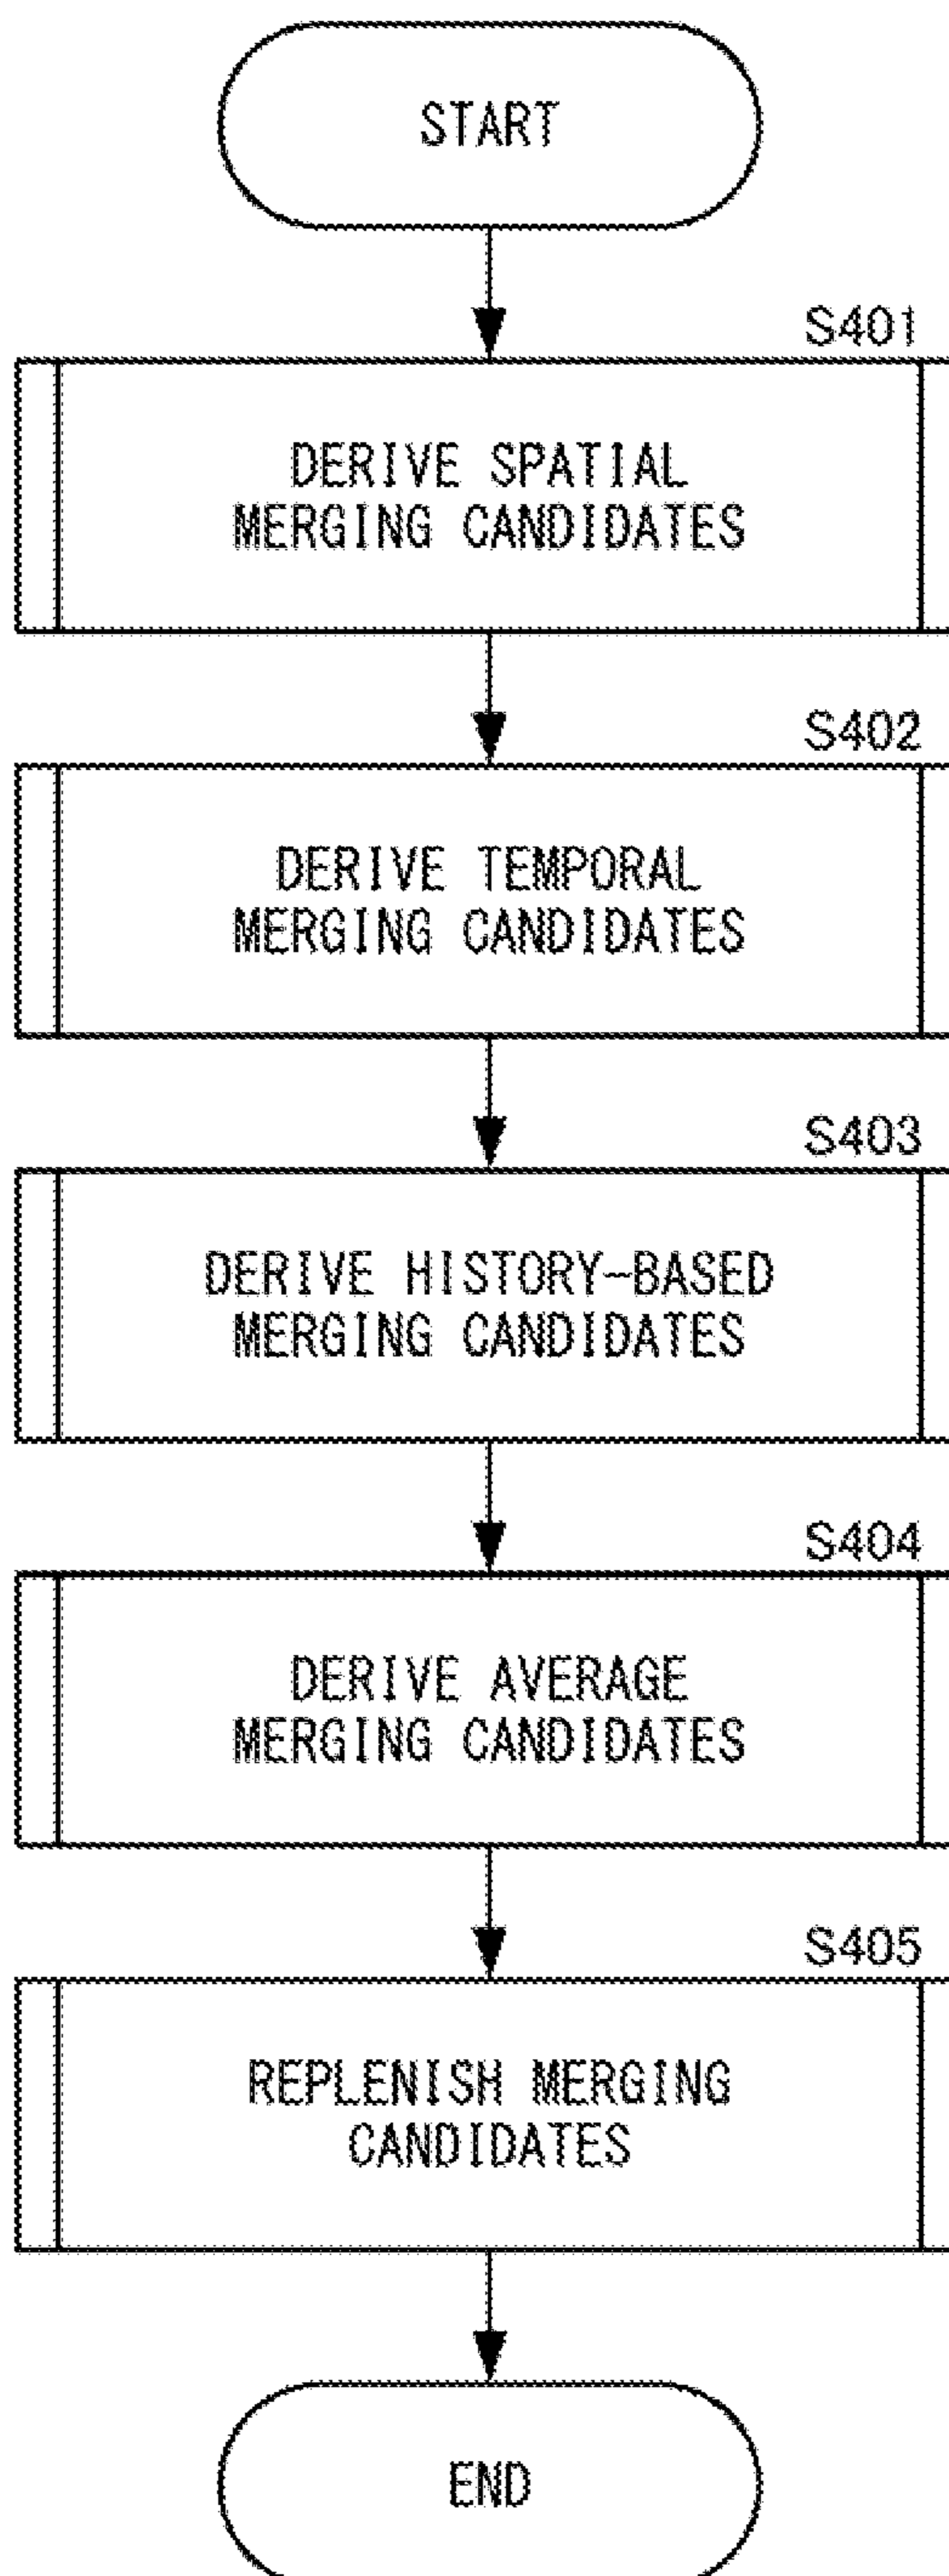 START
S401
DERIVE SPATIAL
MERGING CANDIDATES
S402
DERIVE TEMPORAL
MERGING CANDIDATES
S403
DERIVE HISTORY-BASED
MERGING CANDIDATES
S404
DERIVE AVERAGE
MERGING CANDIDATES
S405
REPLENISH MERGING
CANDIDATES
END